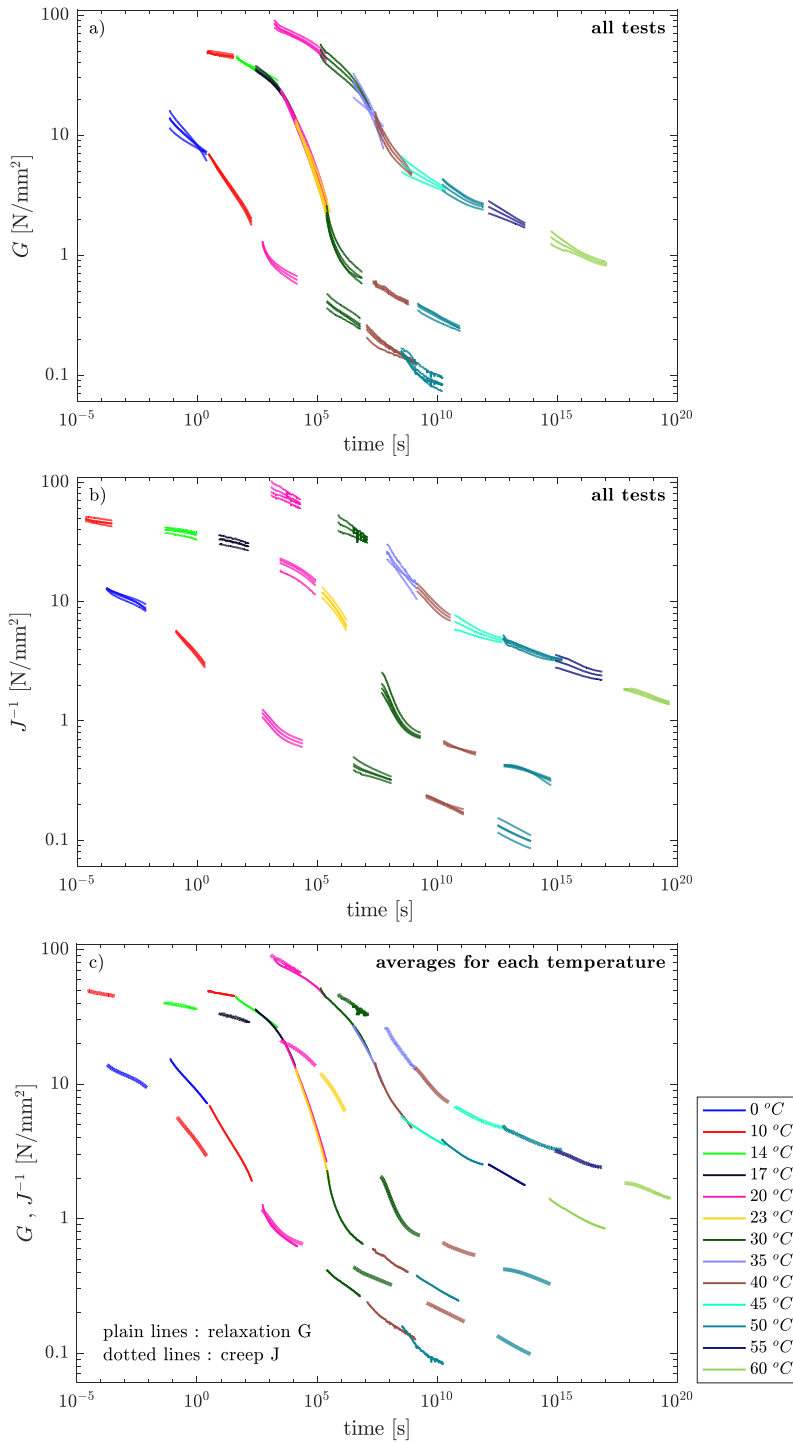 a)
all tests
100
10
1
0.1
G [N/mm²]
10⁻⁵ 10⁰ 10⁵ 10¹⁰ 10¹⁵ 10²⁰
time [s]
b)
all tests
100
10
1
0.1
J⁻¹ [N/mm²]
10⁻⁵ 10⁰ 10⁵ 10¹⁰ 10¹⁵ 10²⁰
time [s]
c)
averages for each temperature
100
10
1
0.1
G , J⁻¹ [N/mm²]
plain lines : relaxation G
dotted lines : creep J
10⁻⁵ 10⁰ 10⁵ 10¹⁰ 10¹⁵ 10²⁰
time [s]
0 °C
10 °C
14 °C
17 °C
20 °C
23 °C
30 °C
35 °C
40 °C
45 °C
50 °C
55 °C
60 °C